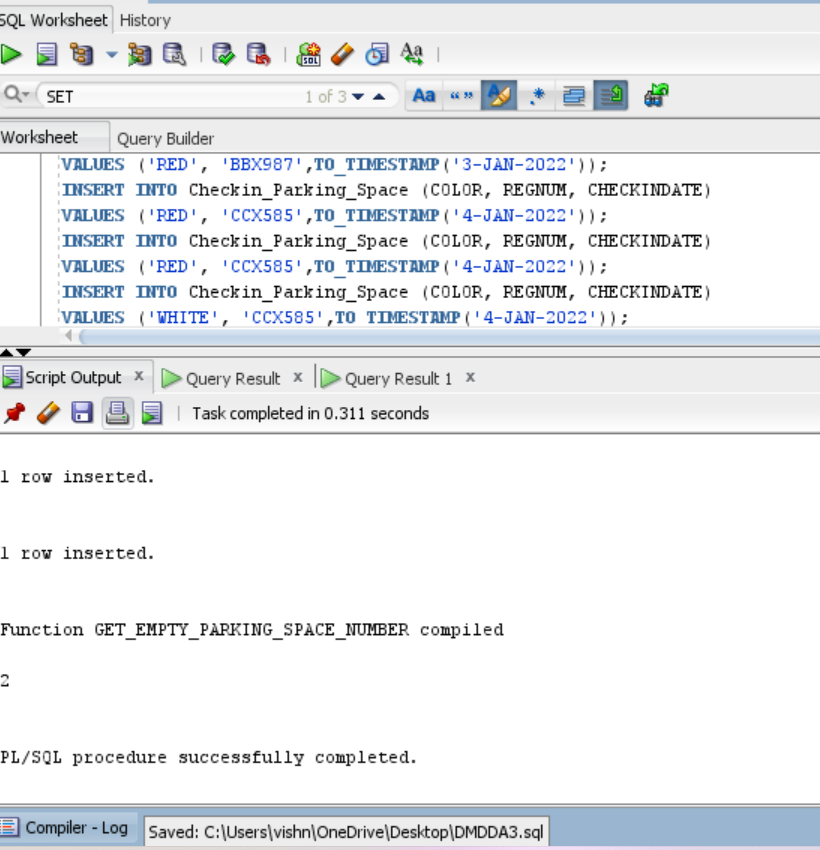 SQL Worksheet History
SET 1 of 3 Aa “ ” .*
Worksheet Query Builder
VALUES ('RED', 'BBX987',TO_TIMESTAMP('3-JAN-2022'));
INSERT INTO Checkin_Parking_Space (COLOR, REGNUM, CHECKINDATE)
VALUES ('RED', 'CCX585',TO_TIMESTAMP('4-JAN-2022'));
INSERT INTO Checkin_Parking_Space (COLOR, REGNUM, CHECKINDATE)
VALUES ('RED', 'CCX585',TO_TIMESTAMP('4-JAN-2022'));
INSERT INTO Checkin_Parking_Space (COLOR, REGNUM, CHECKINDATE)
VALUES ('WHITE', 'CCX585',TO TIMESTAMP('4-JAN-2022'));
Script Output x Query Result x Query Result 1 x
Task completed in 0.311 seconds
1 row inserted.
1 row inserted.
Function GET_EMPTY_PARKING_SPACE_NUMBER compiled
2
PL/SQL procedure successfully completed.
Compiler - Log Saved: C:\Users\vishn\OneDrive\Desktop\DMDDA3.sql